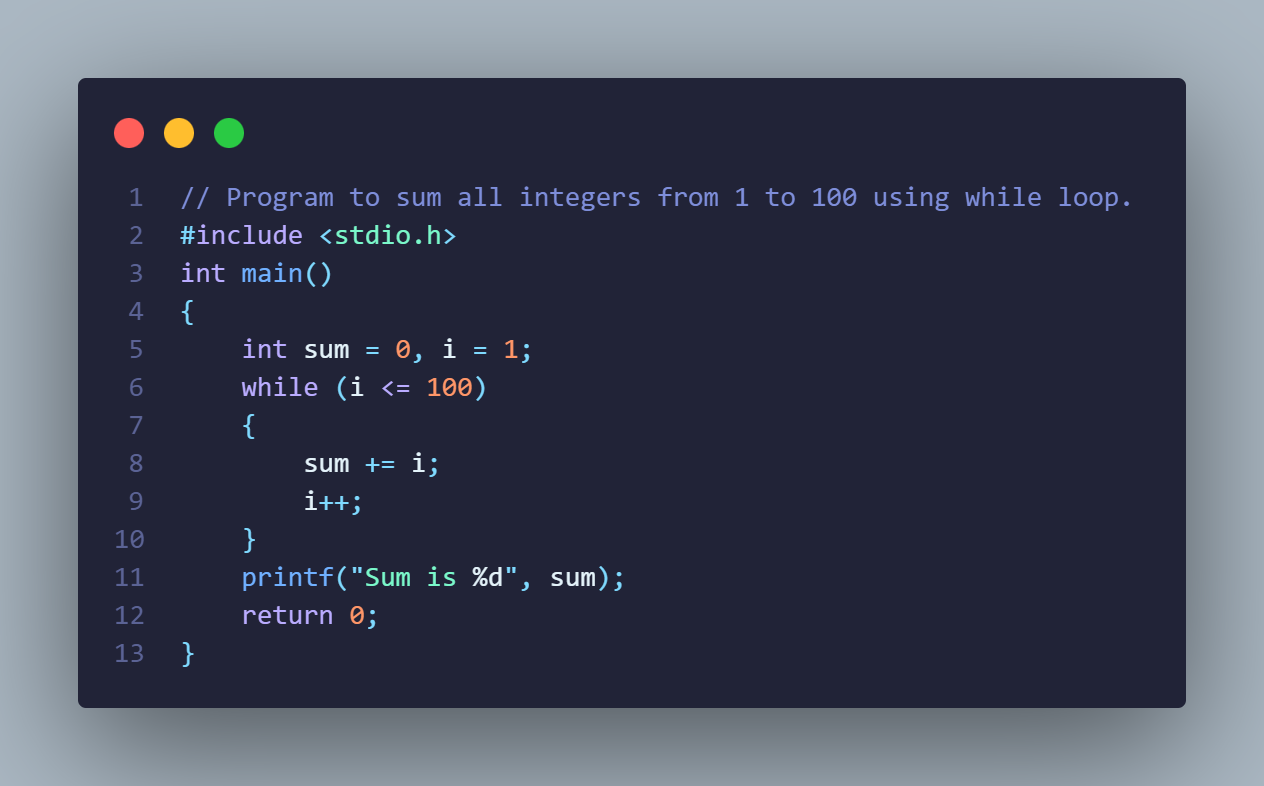 1 // Program to sum all integers from 1 to 100 using while loop.
2 #include <stdio.h>
3 int main()
4 {
5     int sum = 0, i = 1;
6     while (i <= 100)
7     {
8         sum += i;
9         i++;
10     }
11     printf("Sum is %d", sum);
12     return 0;
13 }